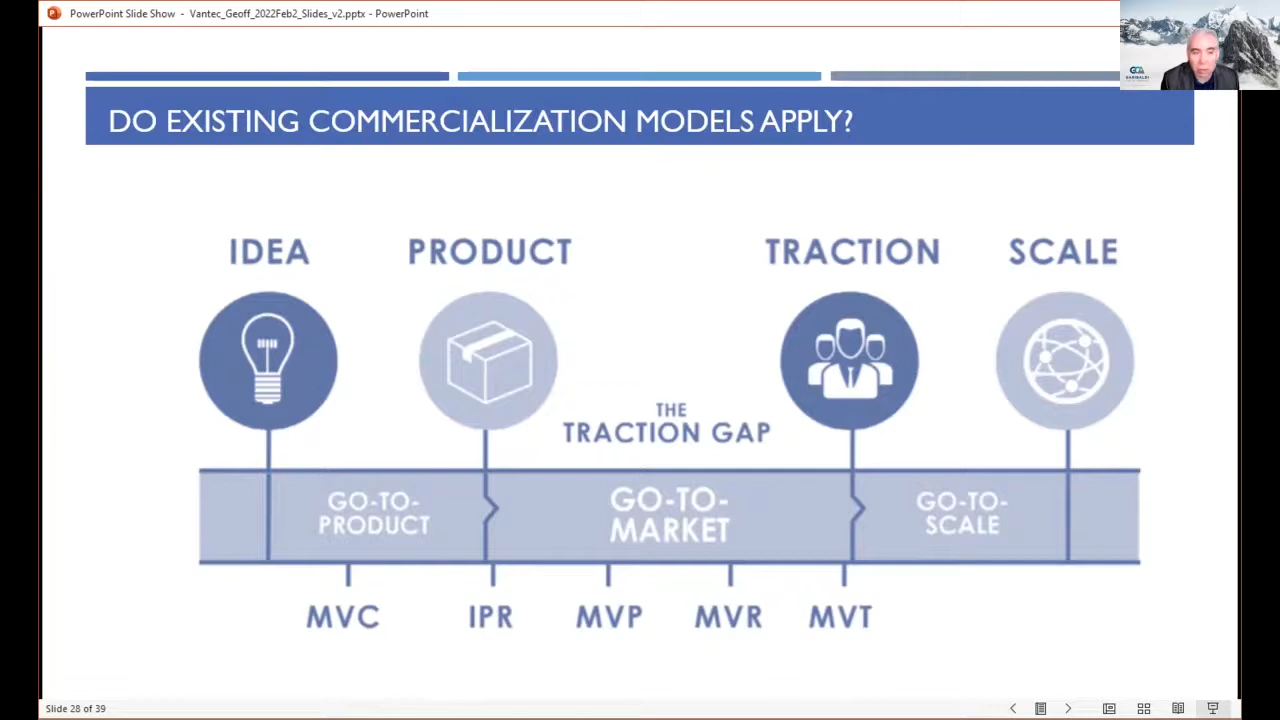 PowerPoint Slide Show - Vantec_Geoff_2022Feb2_Slides_v2.pptx - PowerPoint
GARIBALDI
DO EXISTING COMMERCIALIZATION MODELS APPLY?
IDEA
PRODUCT
TRACTION
SCALE
THE
TRACTION GAP
GO-TO-
PRODUCT
GO-TO-
MARKET
GO-TO-
SCALE
MVC
IPR
MVP
MVR
MVT
Slide 28 of 39